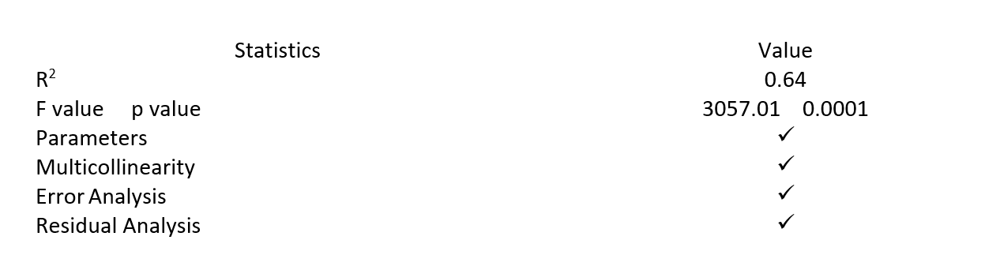 Statistics Value
R² 0.64
F value p value 3057.01 0.0001
Parameters ✓
Multicollinearity ✓
Error Analysis ✓
Residual Analysis ✓